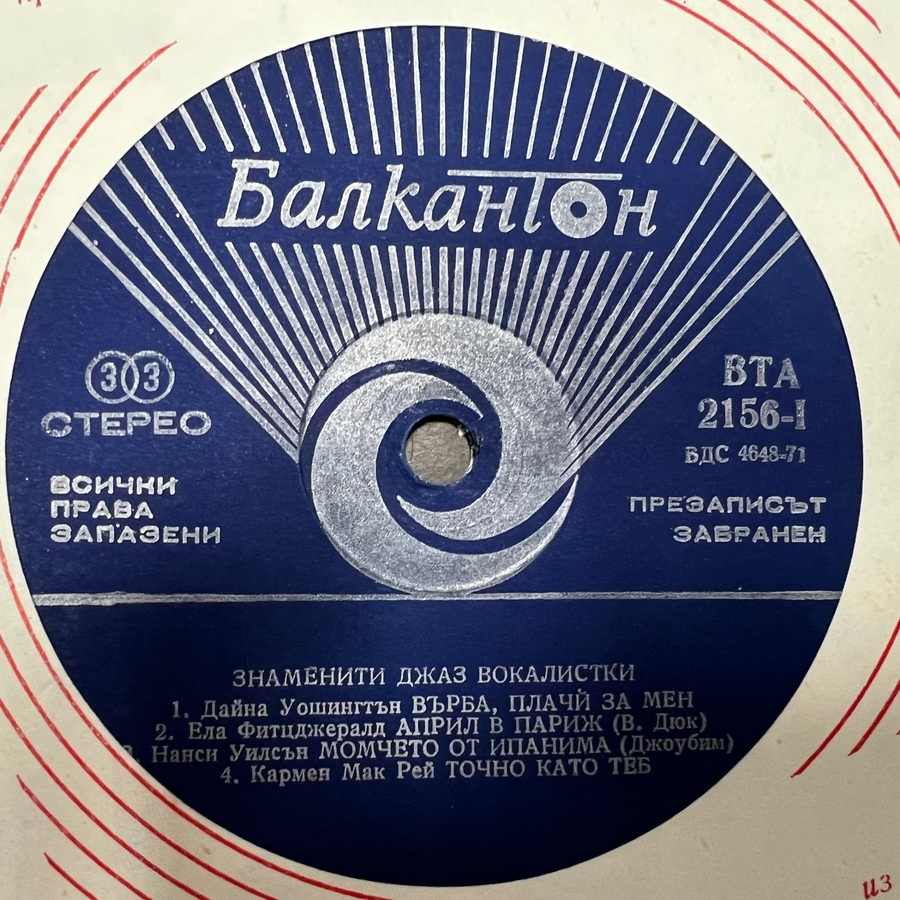 БалканТон
33
СТЕРЕО
ВТА
2156-I
БДС 4648-71
ВСИЧКИ
ПРАВА
ЗАПАЗЕНИ
ПРЕЗАПИСЪТ
ЗАБРАНЕН
ЗНАМЕНИТИ ДЖАЗ ВОКАЛИСТКИ
1. Дайна Уошингтън ВЪРБА, ПЛАЧИ ЗА МЕН
2. Ела Фитцджералд АПРИЛ В ПАРИЖ (В. Дюк)
3. Нанси Уилсън МОМЧЕТО ОТ ИПАНИМА (Джоубим)
4. Кармен Мак Рей ТОЧНО КАТО ТЕБ
из